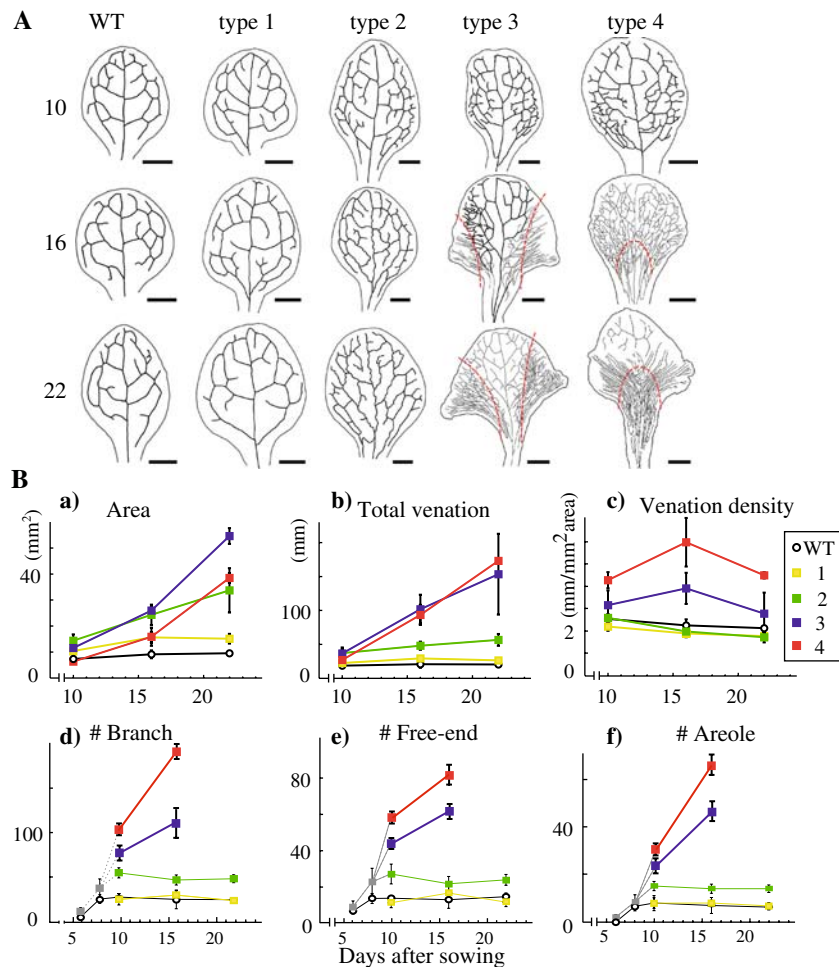 A
WT type 1 type 2 type 3 type 4
10
16
22
B
a) Area
(mm²)
40
0
10 15 20
b) Total venation
(mm)
100
0
10 15 20
c) Venation density
(mm/mm² area)
2
0
10 15 20
WT
1
2
3
4
d) # Branch
100
0
5 10 15 20
e) # Free-end
80
40
0
5 10 15 20
f) # Areole
40
0
5 10 15 20
Days after sowing